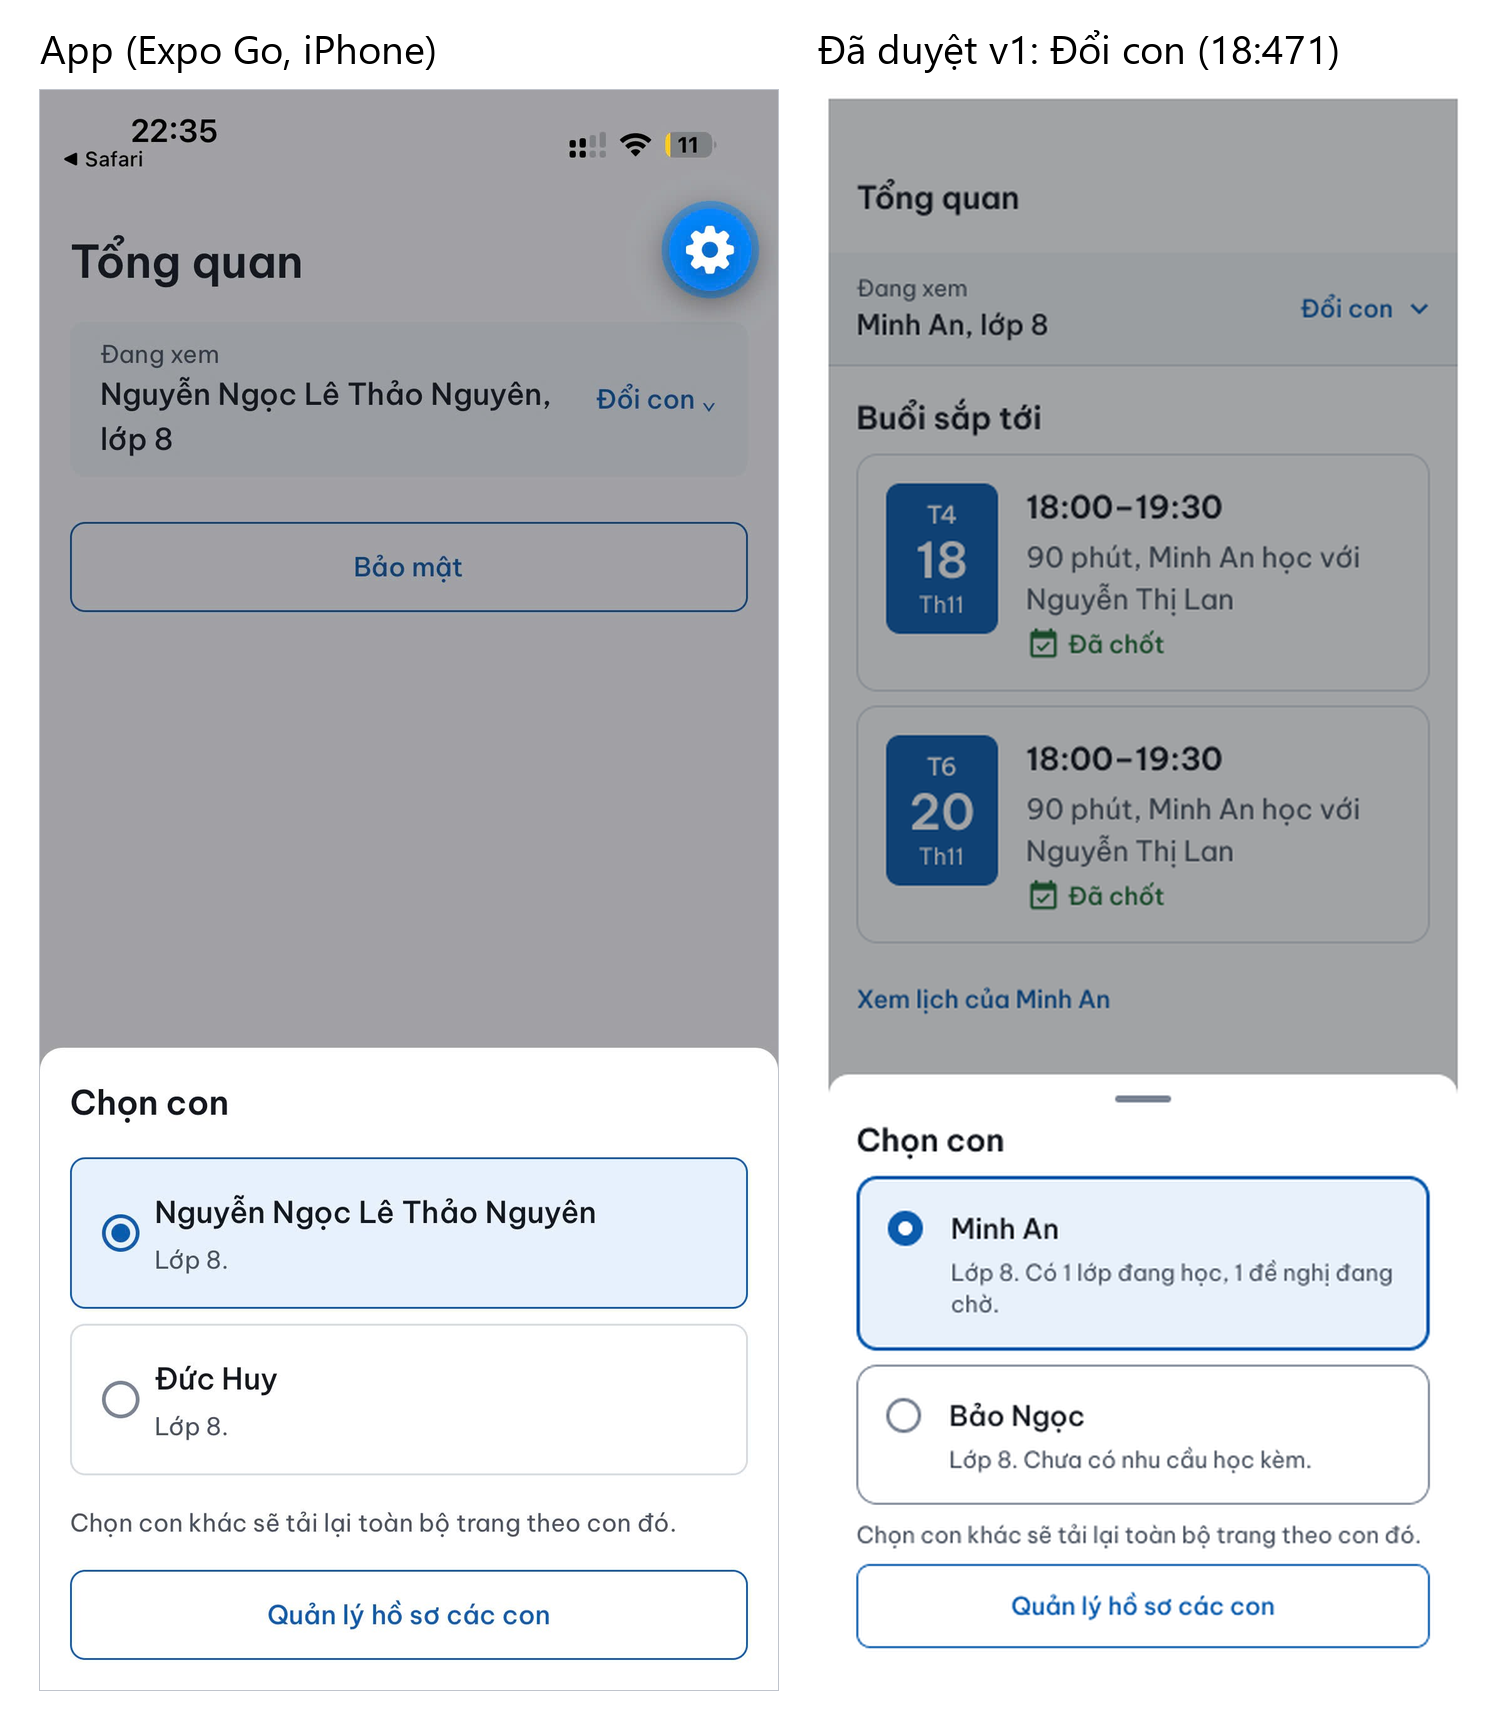 App (Expo Go, iPhone)
22:35
Safari
11
Tổng quan
Đang xem
Nguyễn Ngọc Lê Thảo Nguyên,
lớp 8
Đổi con
Bảo mật
Chọn con
Nguyễn Ngọc Lê Thảo Nguyên
Lớp 8.
Đức Huy
Lớp 8.
Chọn con khác sẽ tải lại toàn bộ trang theo con đó.
Quản lý hồ sơ các con
Đã duyệt v1: Đổi con (18:471)
Tổng quan
Đang xem
Minh An, lớp 8
Đổi con
Buổi sắp tới
T4
18
Th11
18:00–19:30
90 phút, Minh An học với
Nguyễn Thị Lan
Đã chốt
T6
20
Th11
18:00–19:30
90 phút, Minh An học với
Nguyễn Thị Lan
Đã chốt
Xem lịch của Minh An
Chọn con
Minh An
Lớp 8. Có 1 lớp đang học, 1 đề nghị đang
chờ.
Bảo Ngọc
Lớp 8. Chưa có nhu cầu học kèm.
Chọn con khác sẽ tải lại toàn bộ trang theo con đó.
Quản lý hồ sơ các con